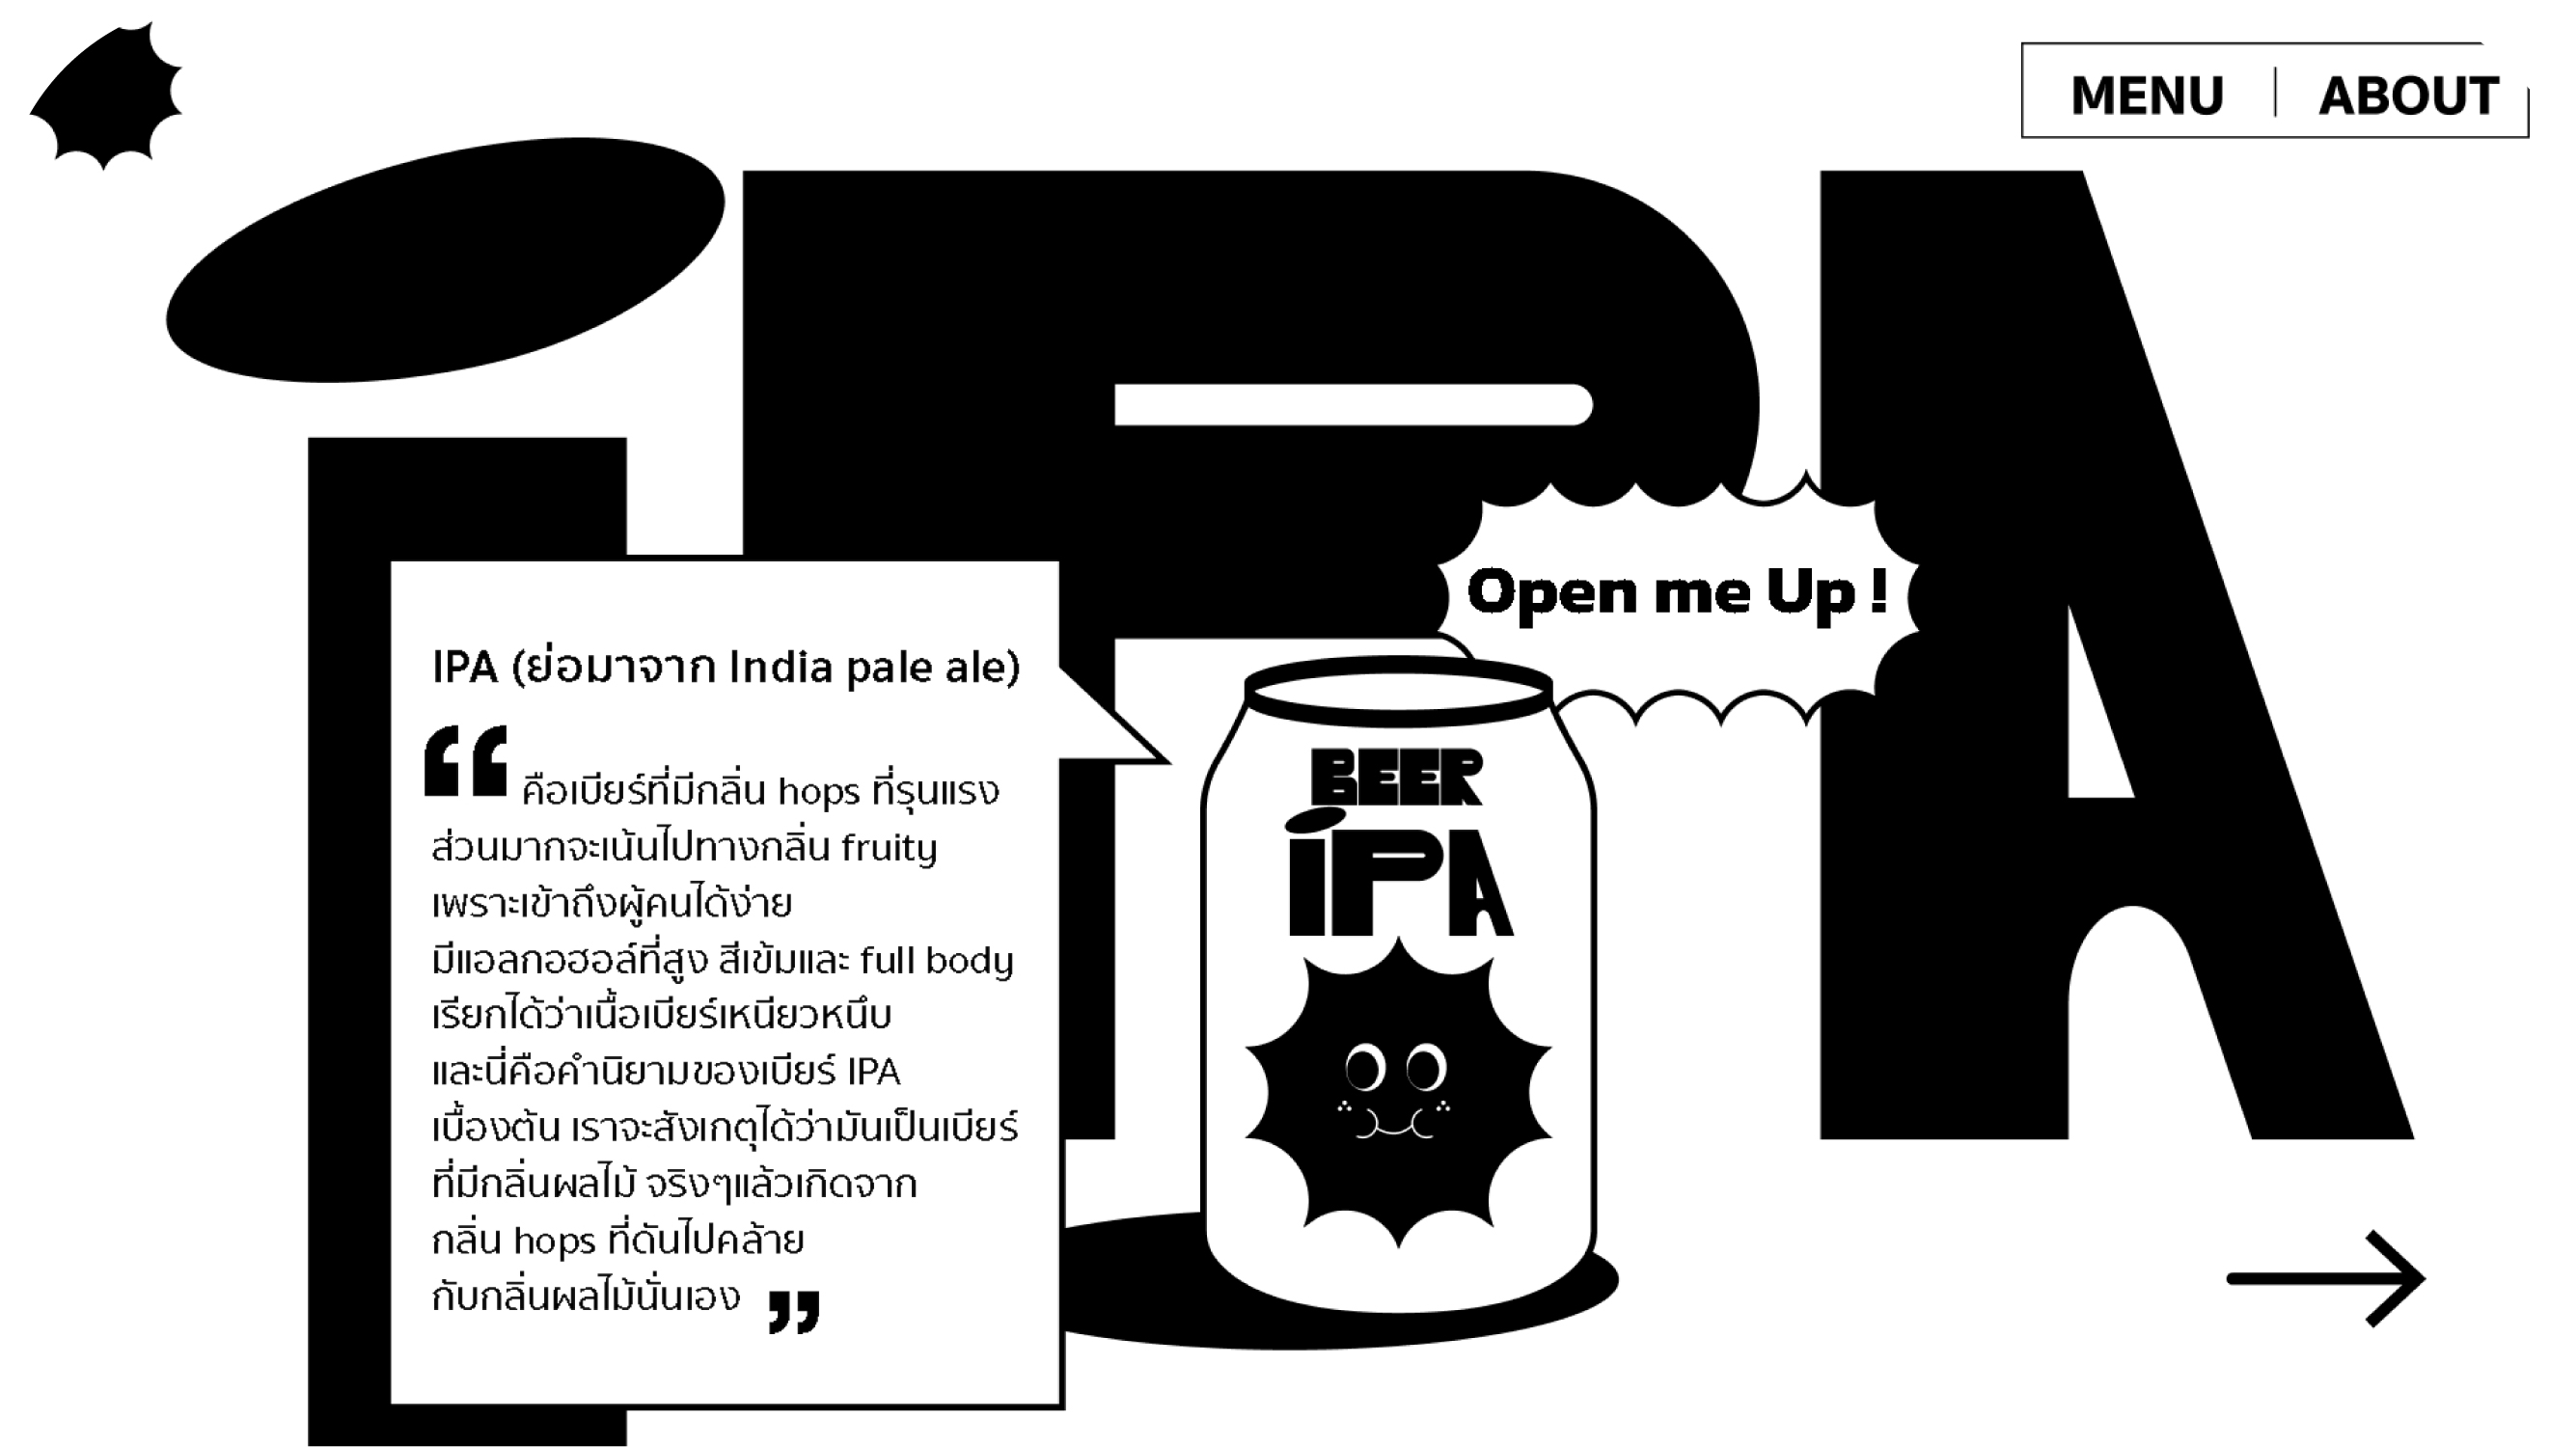 MENU | ABOUT
iPA
Open me Up !
IPA (ย่อมาจาก India pale ale)
“ คือเบียร์ที่มีกลิ่น hops ที่รุนแรง
ส่วนมากจะเน้นไปทางกลิ่น fruity
เพราะเข้าถึงผู้คนได้ง่าย
มีแอลกอฮอล์ที่สูง สีเข้มและ full body
เรียกได้ว่าเนื้อเบียร์เหนียวหนึบ
และนี่คือคำนิยามของเบียร์ IPA
เบื้องต้น เราจะสังเกตุได้ว่ามันเป็นเบียร์
ที่มีกลิ่นผลไม้ จริงๆแล้วเกิดจาก
กลิ่น hops ที่ดันไปคล้าย
กับกลิ่นผลไม้นั่นเอง ”
BEER
iPA